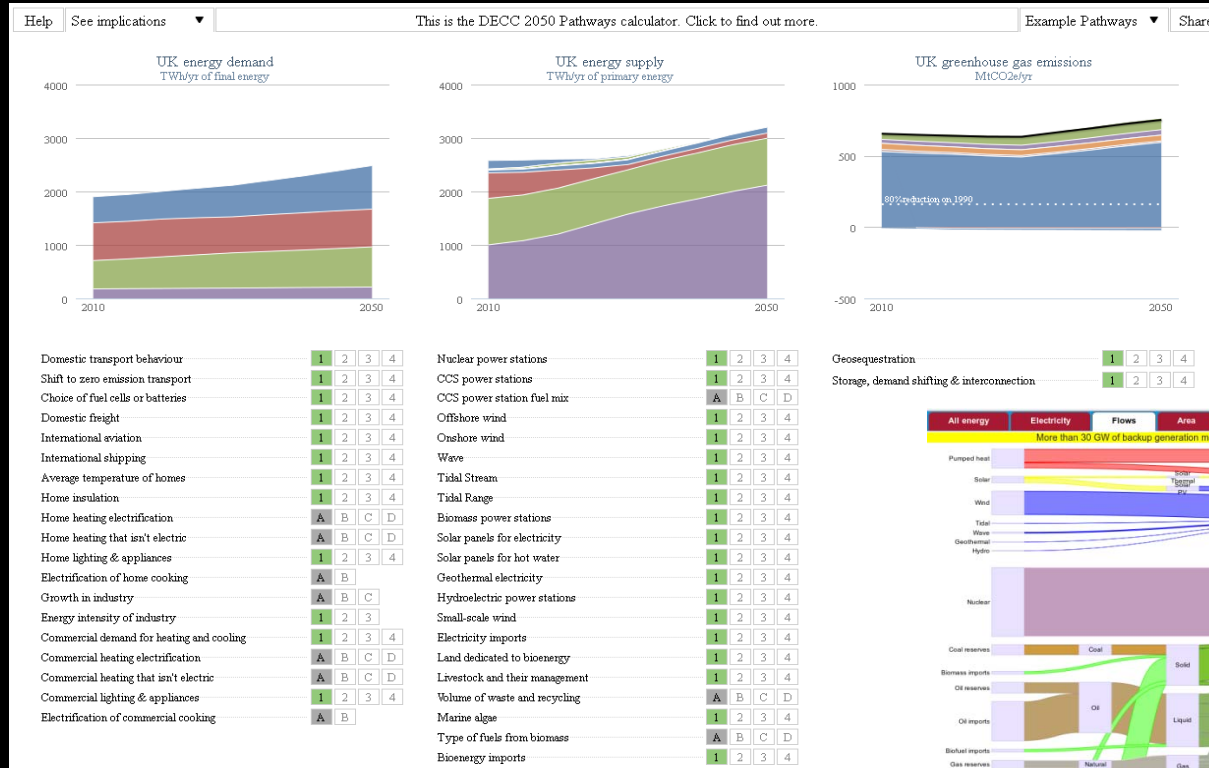 Help
See implications ▼
This is the DECC 2050 Pathways calculator. Click to find out more.
Example Pathways ▼
Share
UK energy demand
TWh/yr of final energy
4000
3000
2000
1000
0
2010
2050
UK energy supply
TWh/yr of primary energy
4000
3000
2000
1000
0
2010
2050
UK greenhouse gas emissions
MtCO2e/yr
1000
500
80% reduction on 1990
0
-500
2010
2050
Domestic transport behaviour 1 2 3 4
Shift to zero emission transport 1 2 3 4
Choice of fuel cells or batteries 1 2 3 4
Domestic freight 1 2 3 4
International aviation 1 2 3 4
International shipping 1 2 3 4
Average temperature of homes 1 2 3 4
Home insulation 1 2 3 4
Home heating electrification A B C D
Home heating that isn't electric A B C D
Home lighting & appliances 1 2 3 4
Electrification of home cooking A B
Growth in industry A B C
Energy intensity of industry 1 2 3
Commercial demand for heating and cooling 1 2 3 4
Commercial heating electrification A B C D
Commercial heating that isn't electric A B C D
Commercial lighting & appliances 1 2 3 4
Electrification of commercial cooking A B
Nuclear power stations 1 2 3 4
CCS power stations 1 2 3 4
CCS power station fuel mix A B C D
Offshore wind 1 2 3 4
Onshore wind 1 2 3 4
Wave 1 2 3 4
Tidal Stream 1 2 3 4
Tidal Range 1 2 3 4
Biomass power stations 1 2 3 4
Solar panels for electricity 1 2 3 4
Solar panels for hot water 1 2 3 4
Geothermal electricity 1 2 3 4
Hydroelectric power stations 1 2 3 4
Small-scale wind 1 2 3 4
Electricity imports 1 2 3 4
Land dedicated to bioenergy 1 2 3 4
Livestock and their management 1 2 3 4
Volume of waste and recycling A B C D
Marine algae 1 2 3 4
Type of fuels from biomass A B C D
Bioenergy imports 1 2 3 4
Geosequestration 1 2 3 4
Storage, demand shifting & interconnection 1 2 3 4
All energy
Electricity
Flows
Area
More than 30 GW of backup generation m
Pumped heat
Solar
Solar
Thermal
PV
Wind
Tidal
Wave
Geothermal
Hydro
Nuclear
Coal reserves
Coal
Solid
Biomass imports
Oil reserves
Oil
Oil imports
Liquid
Biofuel imports
Gas reserves
Natural
Gas